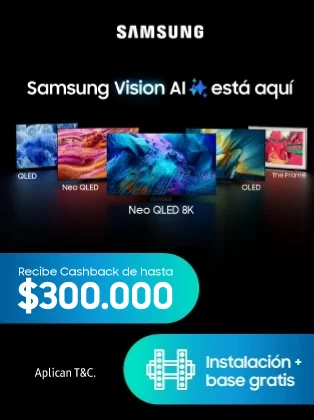 SAMSUNG
Samsung Vision AI está aquí
QLED
Neo QLED
Neo QLED 8K
OLED
The Frame
Recibe Cashback de hasta
$300.000
Aplican T&C.
Instalación +
base gratis